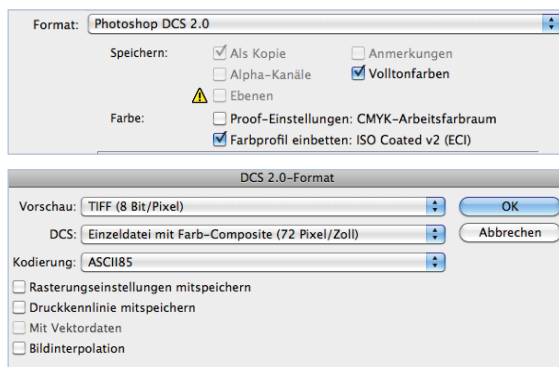 Format: Photoshop DCS 2.0
Speichern: Als Kopie Anmerkungen
Alpha-Kanäle Volltonfarben
Ebenen
Farbe: Proof-Einstellungen: CMYK-Arbeitsfarbraum
Farbprofil einbetten: ISO Coated v2 (ECI)
DCS 2.0-Format
Vorschau: TIFF (8 Bit/Pixel) OK
DCS: Einzeldatei mit Farb-Composite (72 Pixel/Zoll) Abbrechen
Kodierung: ASCII85
Rasterungseinstellungen mitspeichern
Druckkennlinie mitspeichern
Mit Vektordaten
Bildinterpolation